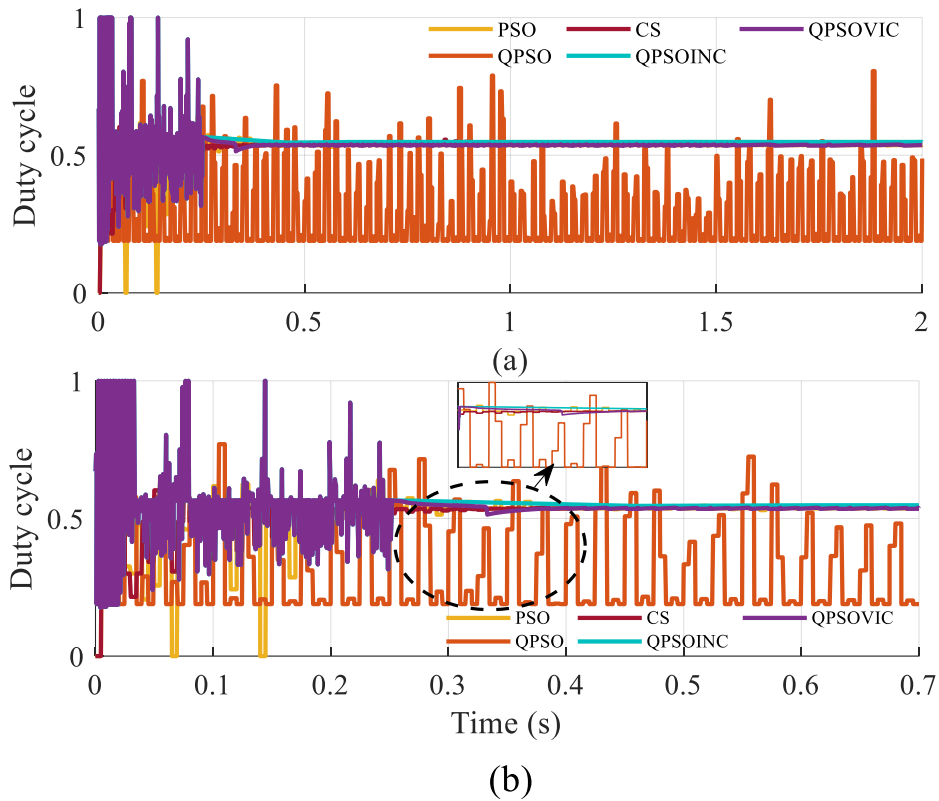 1
PSO CS QPSOVIC
QPSO QPSOINC
Duty cycle
0.5
0
0 0.5 1 1.5 2
(a)
1
Duty cycle
0.5
PSO CS QPSOVIC
QPSO QPSOINC
0
0 0.1 0.2 0.3 0.4 0.5 0.6 0.7
Time (s)
(b)